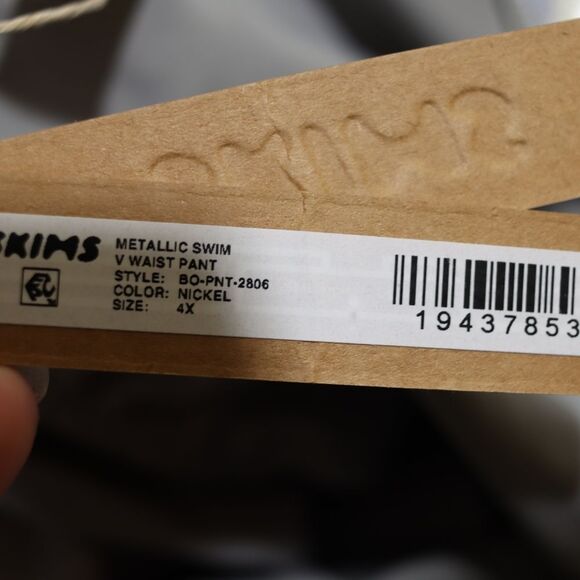 SKIMS
METALLIC SWIM
V WAIST PANT
STYLE: BO-PNT-2806
COLOR: NICKEL
SIZE: 4X
19437853